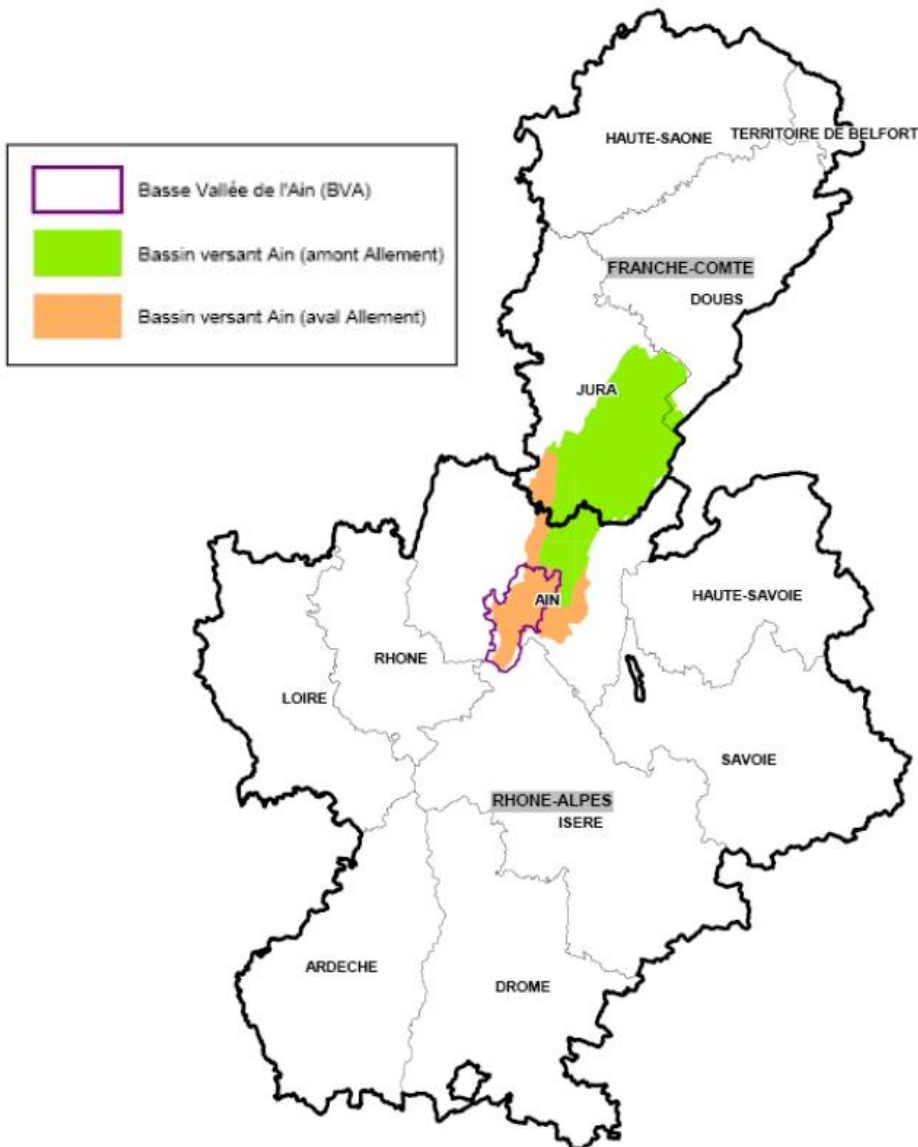 HAUTE-SAONE
TERRITOIRE DE BELFORT
Basse Vallée de l'Ain (BVA)
Bassin versant Ain (amont Allement)
Bassin versant Ain (aval Allement)
FRANCHE-COMTE
DOUBS
JURA
AIN
HAUTE-SAVOIE
RHONE
LOIRE
SAVOIE
RHONE-ALPES
ISERE
ARDECHE
DROME